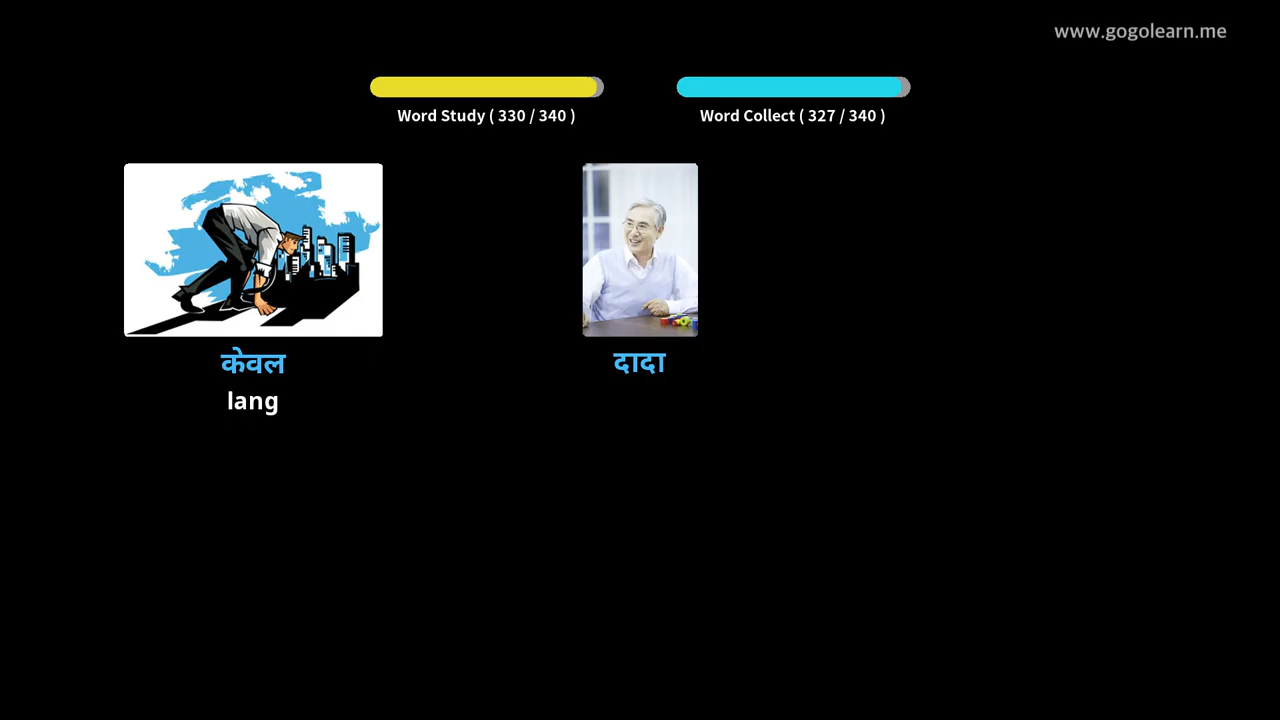 www.gogolearn.me
Word Study ( 330 / 340 )
Word Collect ( 327 / 340 )
केवल
lang
दादा